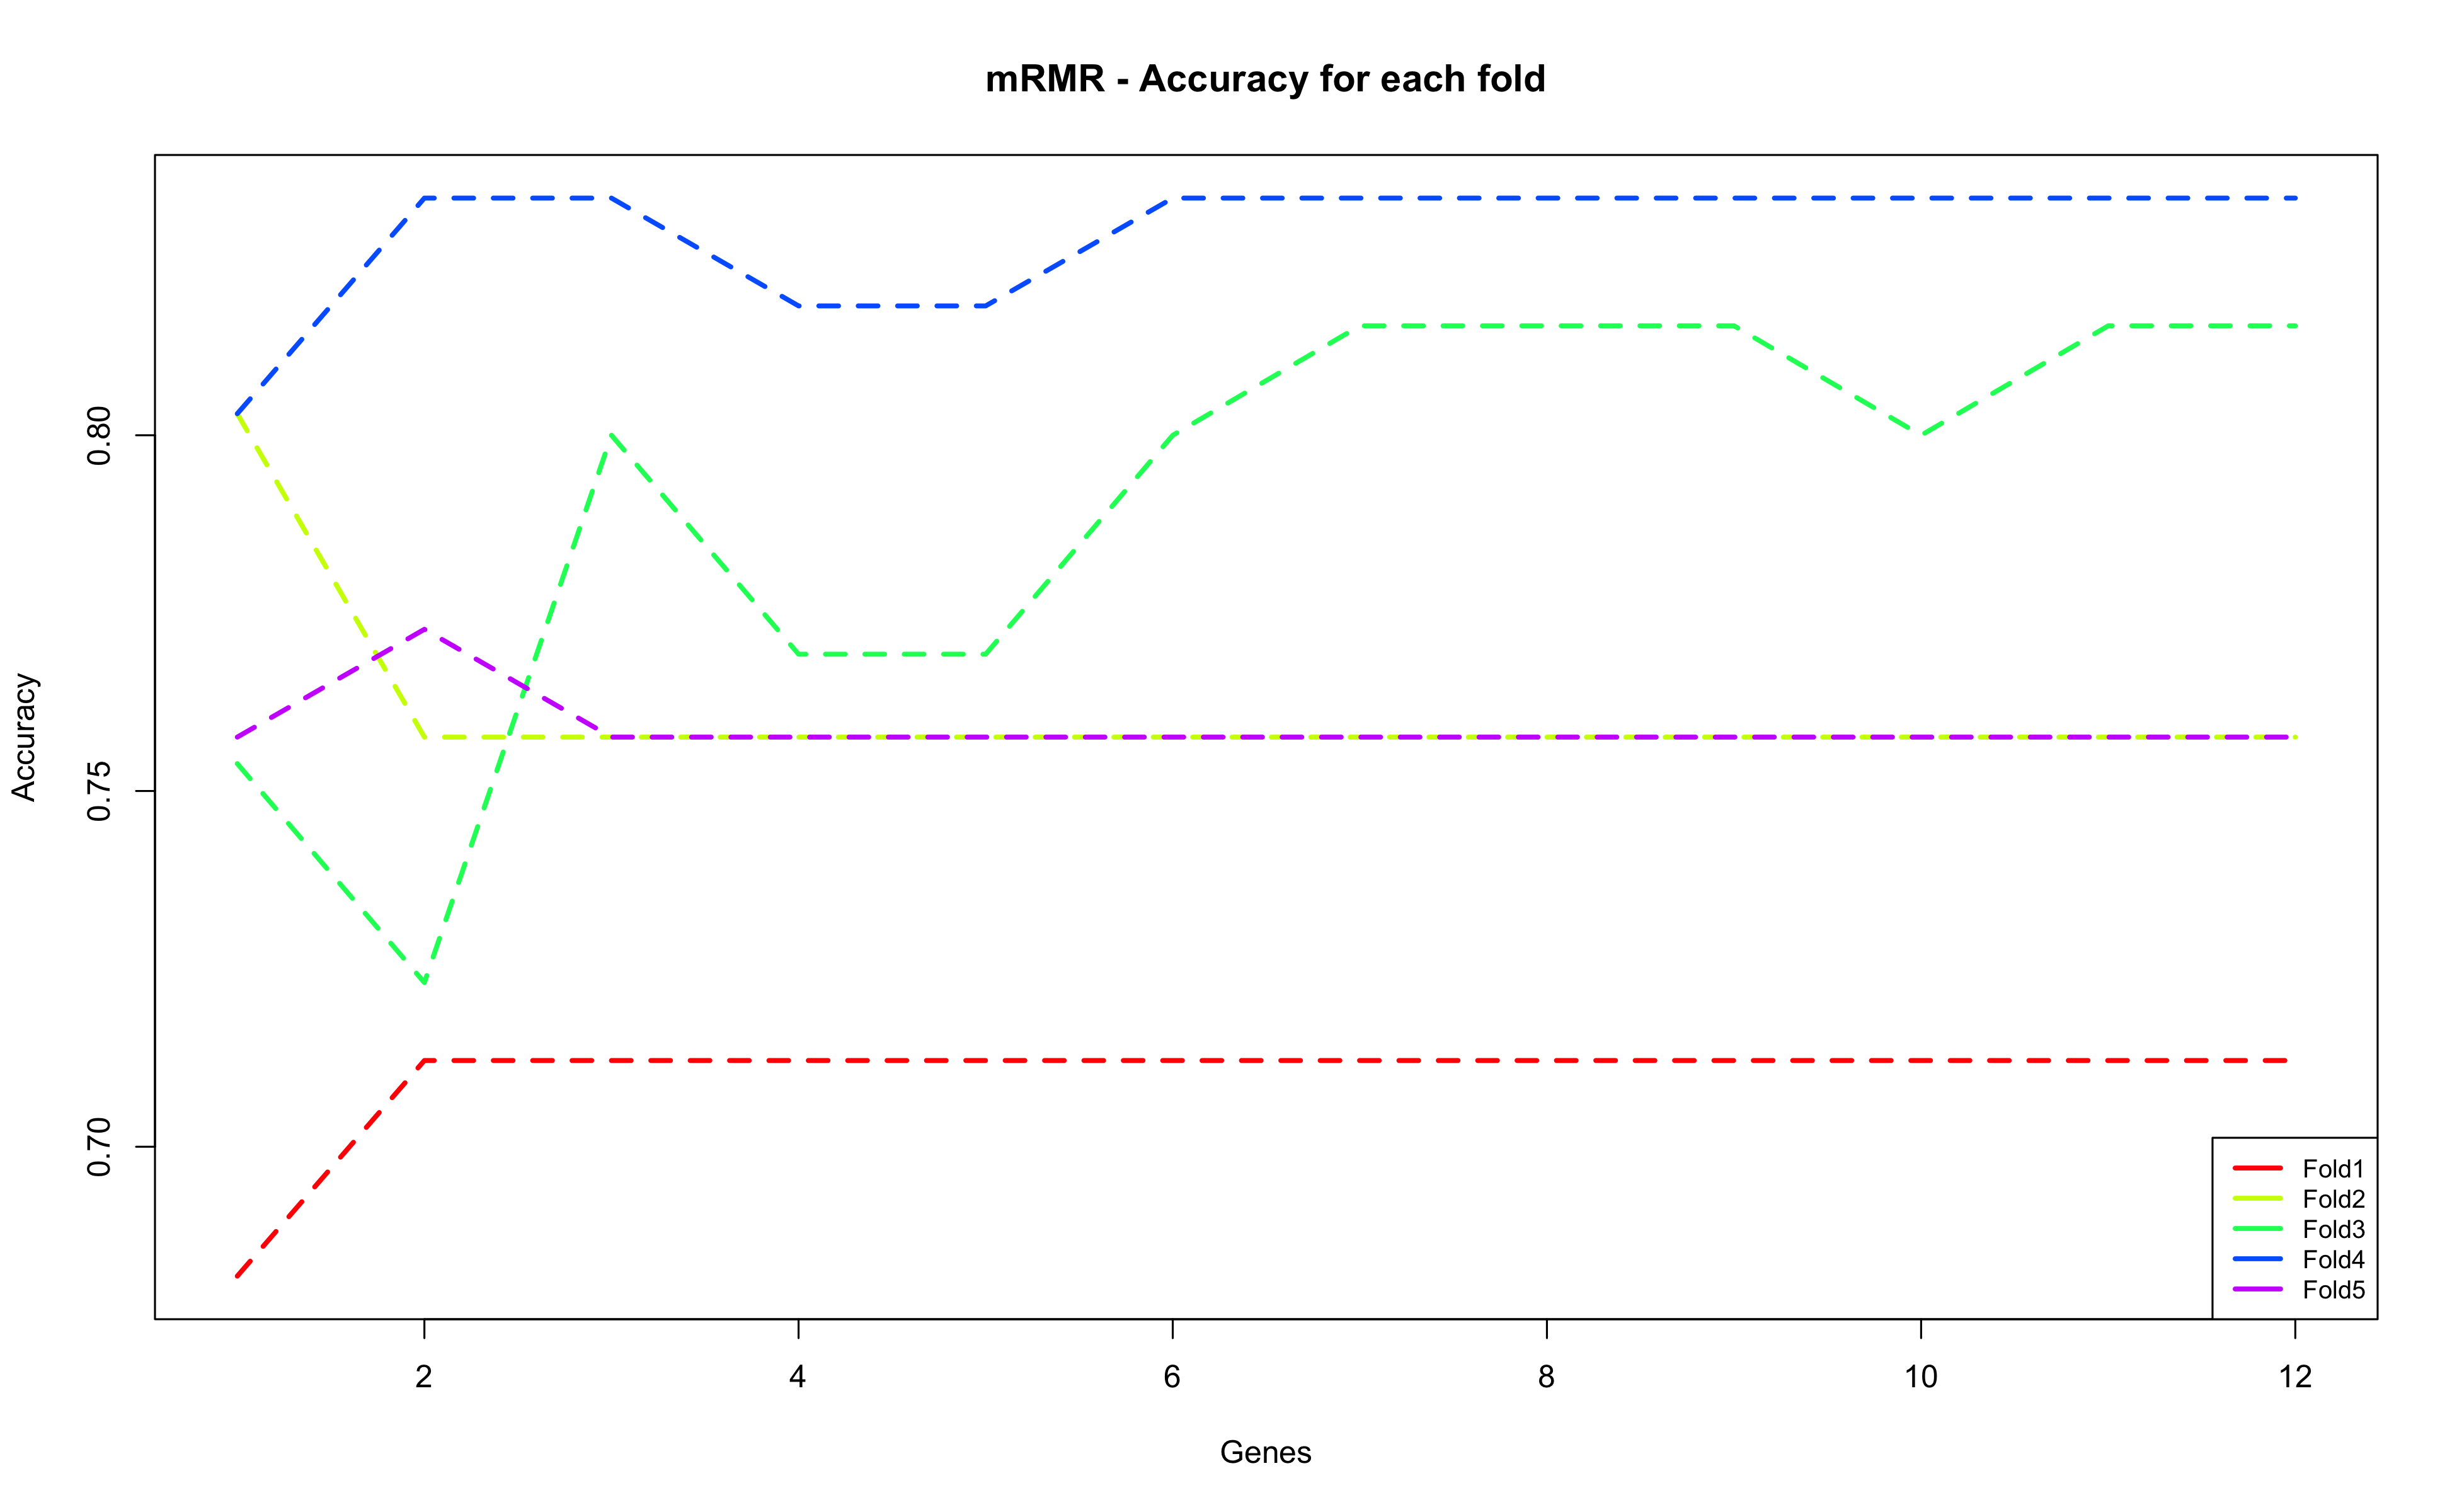 mRMR - Accuracy for each fold
Accuracy
0.80
0.75
0.70
2 4 6 8 10 12
Genes
Fold1
Fold2
Fold3
Fold4
Fold5